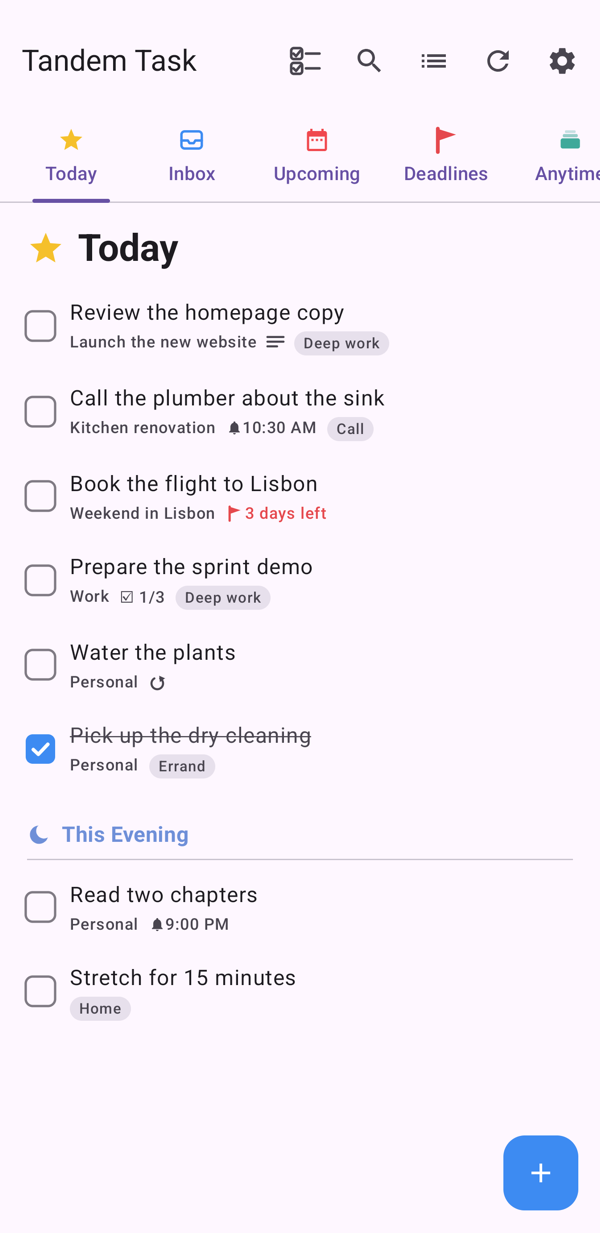 Tandem Task
Today
Inbox
Upcoming
Deadlines
Anytime
Today
Review the homepage copy
Launch the new website Deep work
Call the plumber about the sink
Kitchen renovation 10:30 AM Call
Book the flight to Lisbon
Weekend in Lisbon 3 days left
Prepare the sprint demo
Work 1/3 Deep work
Water the plants
Personal
Pick up the dry cleaning
Personal Errand
This Evening
Read two chapters
Personal 9:00 PM
Stretch for 15 minutes
Home